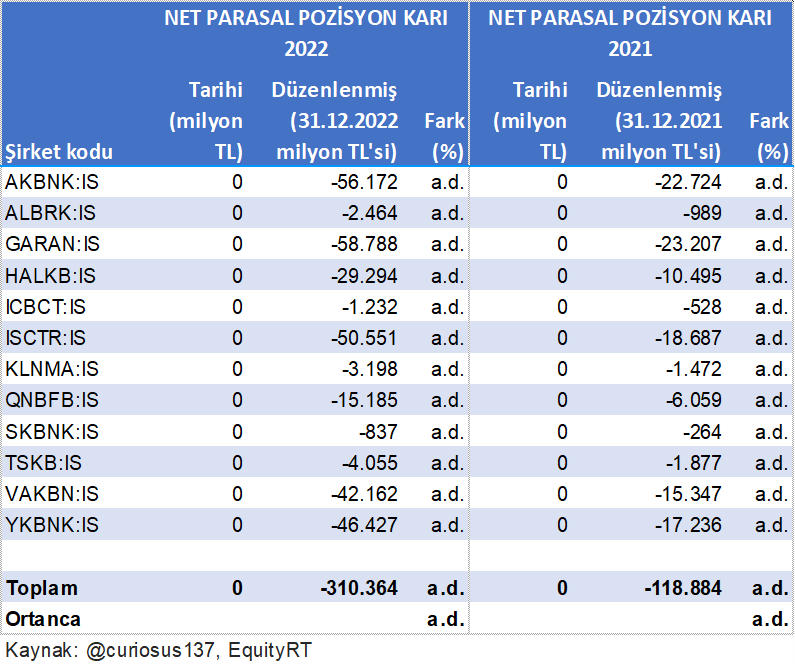 NET PARASAL POZİSYON KARI 2022 NET PARASAL POZİSYON KARI 2021
Şirket kodu Tarihi (milyon TL) Düzenlenmiş (31.12.2022 milyon TL'si) Fark (%) Tarihi (milyon TL) Düzenlenmiş (31.12.2021 milyon TL'si) Fark (%)
AKBNK:IS 0 -56.172 a.d. 0 -22.724 a.d.
ALBRK:IS 0 -2.464 a.d. 0 -989 a.d.
GARAN:IS 0 -58.788 a.d. 0 -23.207 a.d.
HALKB:IS 0 -29.294 a.d. 0 -10.495 a.d.
ICBCT:IS 0 -1.232 a.d. 0 -528 a.d.
ISCTR:IS 0 -50.551 a.d. 0 -18.687 a.d.
KLNMA:IS 0 -3.198 a.d. 0 -1.472 a.d.
QNBFB:IS 0 -15.185 a.d. 0 -6.059 a.d.
SKBNK:IS 0 -837 a.d. 0 -264 a.d.
TSKB:IS 0 -4.055 a.d. 0 -1.877 a.d.
VAKBN:IS 0 -42.162 a.d. 0 -15.347 a.d.
YKBNK:IS 0 -46.427 a.d. 0 -17.236 a.d.
Toplam 0 -310.364 a.d. 0 -118.884 a.d.
Ortanca a.d. a.d.
Kaynak: @curiosus137, EquityRT